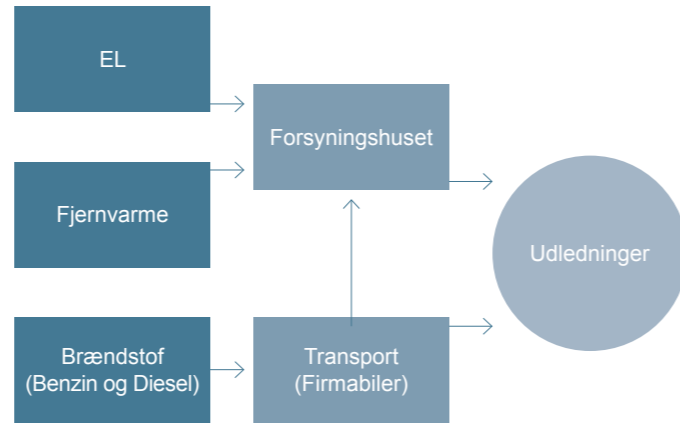 EL
Forsyningshuset
Fjernvarme
Udledninger
Brændstof
(Benzin og Diesel)
Transport
(Firmabiler)